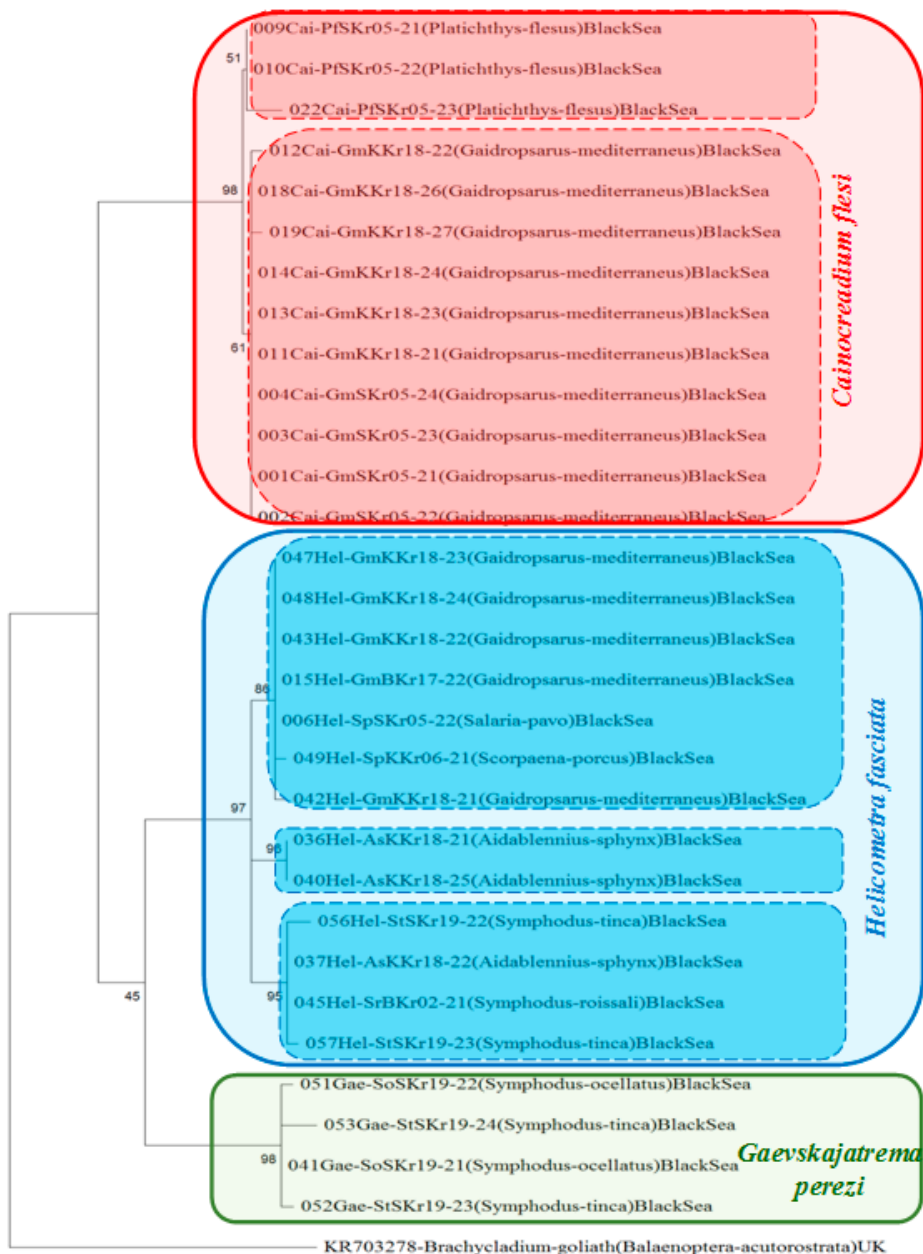 009Cai-PfSKr05-21(Platichthys-flesus)BlackSea
51
010Cai-PfSKr05-22(Platichthys-flesus)BlackSea
022Cai-PfSKr05-23(Platichthys-flesus)BlackSea
012Cai-GmKKr18-22(Gaidropsarus-mediterraneus)BlackSea
98
018Cai-GmKKr18-26(Gaidropsarus-mediterraneus)BlackSea
019Cai-GmKKr18-27(Gaidropsarus-mediterraneus)BlackSea
014Cai-GmKKr18-24(Gaidropsarus-mediterraneus)BlackSea
013Cai-GmKKr18-23(Gaidropsarus-mediterraneus)BlackSea
61
011Cai-GmKKr18-21(Gaidropsarus-mediterraneus)BlackSea
004Cai-GmSKr05-24(Gaidropsarus-mediterraneus)BlackSea
003Cai-GmSKr05-23(Gaidropsarus-mediterraneus)BlackSea
001Cai-GmSKr05-21(Gaidropsarus-mediterraneus)BlackSea
002Cai-GmSKr05-22(Gaidropsarus-mediterraneus)BlackSea
Cainocreadium flesi
047Hel-GmKKr18-23(Gaidropsarus-mediterraneus)BlackSea
048Hel-GmKKr18-24(Gaidropsarus-mediterraneus)BlackSea
043Hel-GmKKr18-22(Gaidropsarus-mediterraneus)BlackSea
86
015Hel-GmBKr17-22(Gaidropsarus-mediterraneus)BlackSea
006Hel-SpSKr05-22(Salaria-pavo)BlackSea
049Hel-SpKKr06-21(Scorpaena-porcus)BlackSea
042Hel-GmKKr18-21(Gaidropsarus-mediterraneus)BlackSea
97
036Hel-AsKKr18-21(Aidablennius-sphynx)BlackSea
96
040Hel-AsKKr18-25(Aidablennius-sphynx)BlackSea
056Hel-StSKr19-22(Symphodus-tinca)BlackSea
037Hel-AsKKr18-22(Aidablennius-sphynx)BlackSea
95
045Hel-SrBKr02-21(Symphodus-roissali)BlackSea
057Hel-StSKr19-23(Symphodus-tinca)BlackSea
Helicometra fasciata
45
051Gae-SoSKr19-22(Symphodus-ocellatus)BlackSea
053Gae-StSKr19-24(Symphodus-tinca)BlackSea
98
041Gae-SoSKr19-21(Symphodus-ocellatus)BlackSea
052Gae-StSKr19-23(Symphodus-tinca)BlackSea
Gaevskajatrema
perezi
KR703278-Brachycladium-goliath(Balaenoptera-acutorostrata)UK